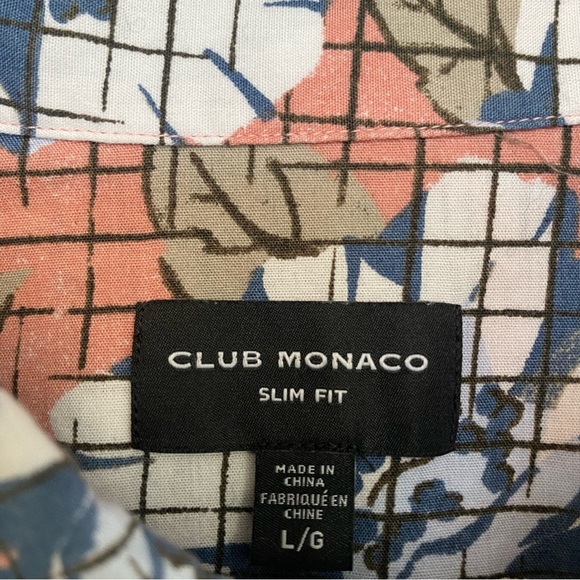 CLUB MONACO
SLIM FIT
MADE IN
CHINA
FABRIQUÉ EN
CHINE
L/G